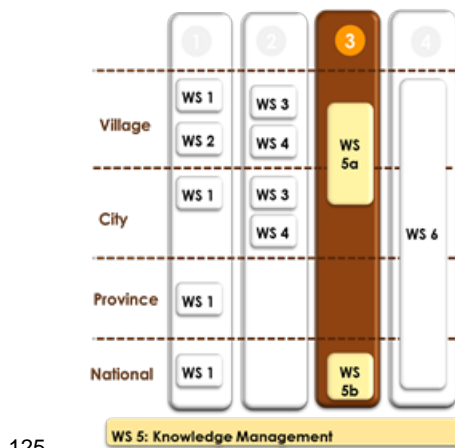 1 2 3 4
WS 1 WS 3
Village
WS 2 WS 4 WS
5a
WS 1 WS 3
City
WS 4 WS 6
Province WS 1
National WS 1 WS
5b
125 WS 5: Knowledge Management